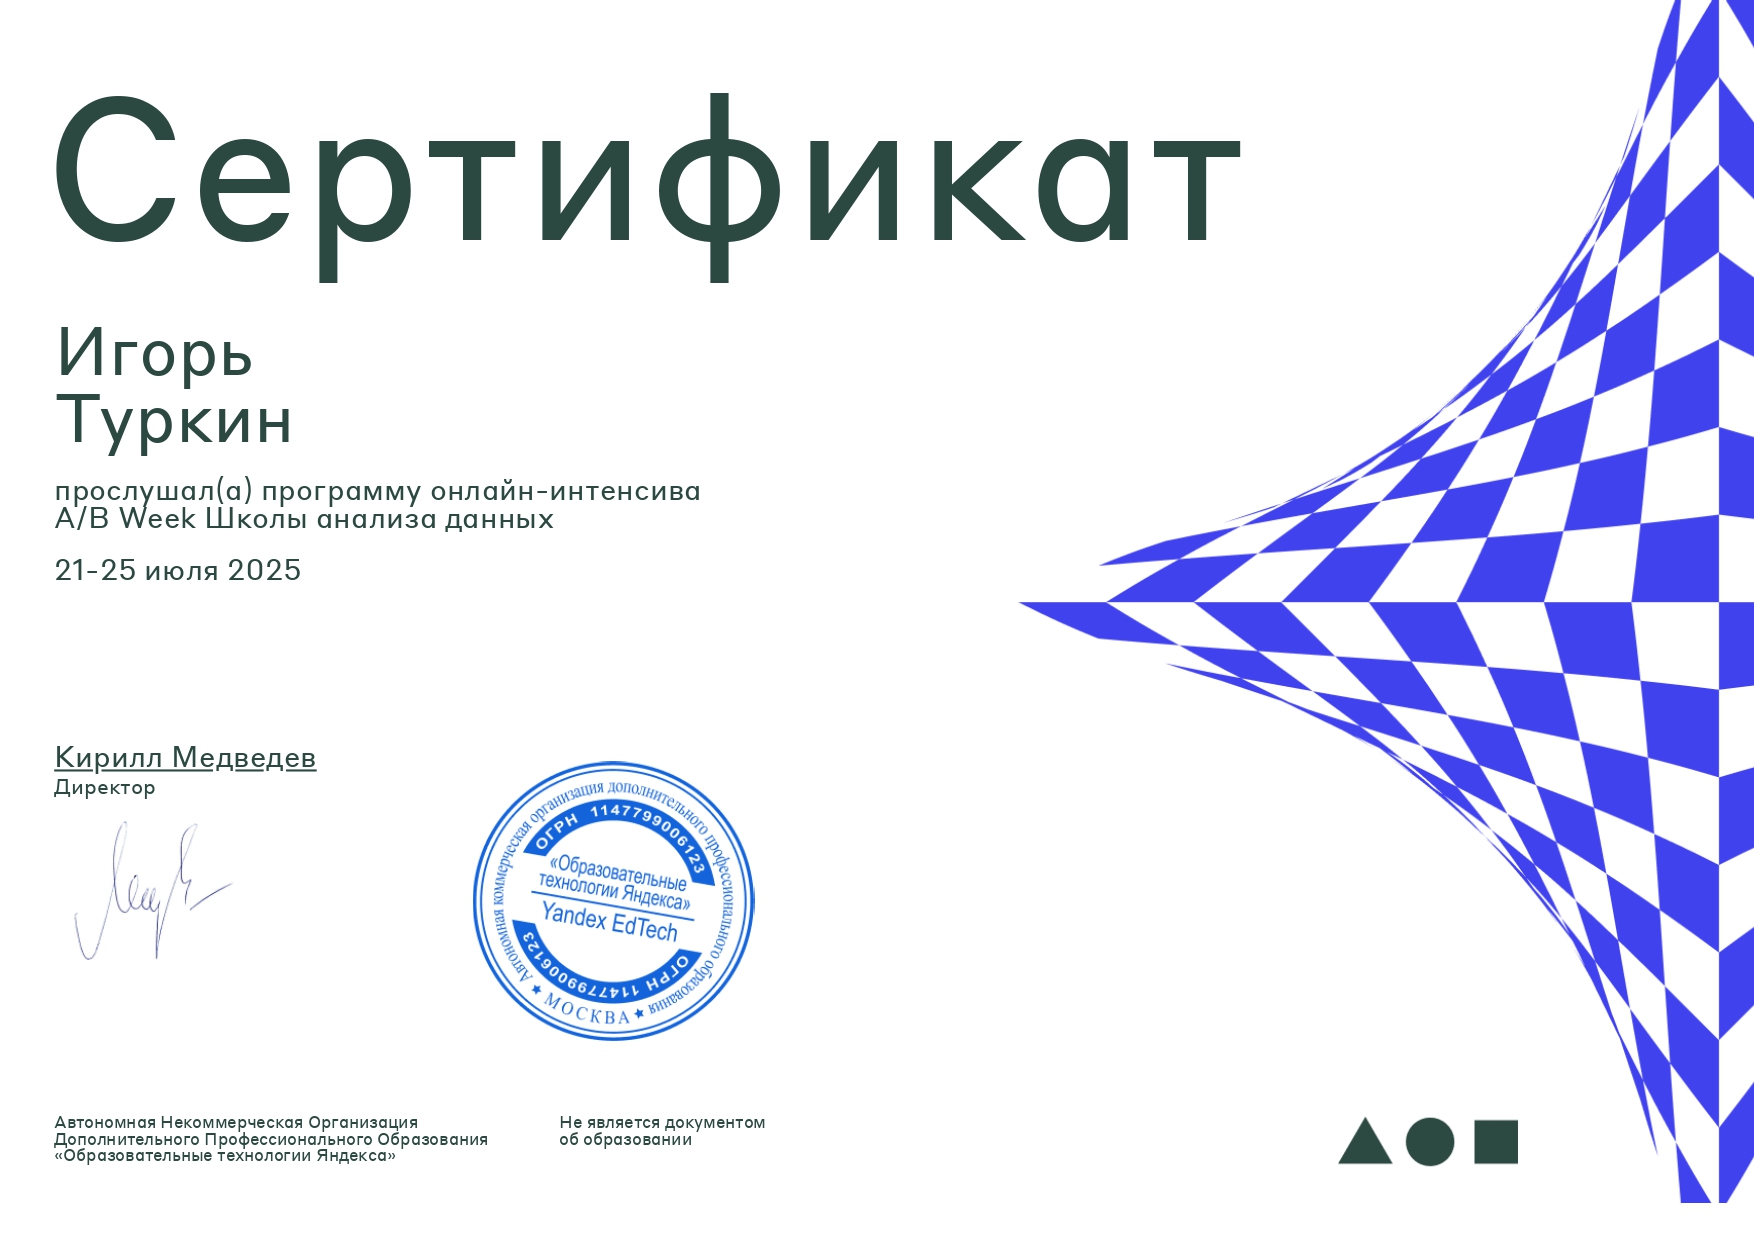 Сертификат
Игорь
Туркин
прослушал(а) программу онлайн-интенсива
A/B Week Школы анализа данных
21-25 июля 2025
Кирилл Медведев
Директор
Автономная коммерческая организация дополнительного профессионального образования
ОГРН 1147799006123
«Образовательные
технологии Яндекса»
Yandex EdTech
ОГРН 1147799006123
★ МОСКВА ★
Автономная Некоммерческая Организация
Дополнительного Профессионального Образования
«Образовательные технологии Яндекса»
Не является документом
об образовании